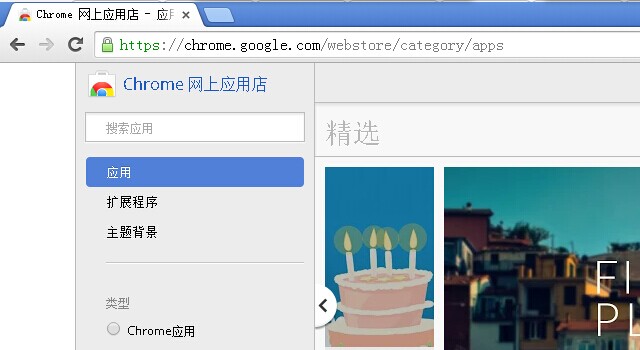 Chrome 网上应用店 - 应用
https://chrome.google.com/webstore/category/apps
Chrome 网上应用店
搜索应用
精选
应用
扩展程序
主题背景
类型
Chrome应用
FI
PL